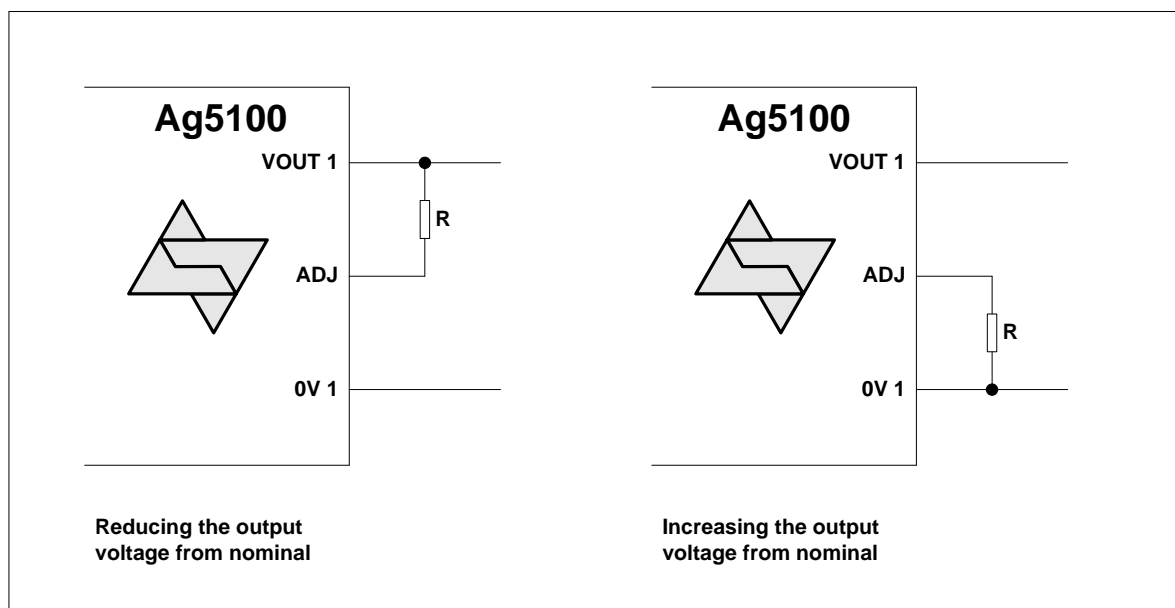 Ag5100
VOUT 1
R
ADJ
0V 1
Reducing the output
voltage from nominal
Ag5100
VOUT 1
ADJ
R
0V 1
Increasing the output
voltage from nominal